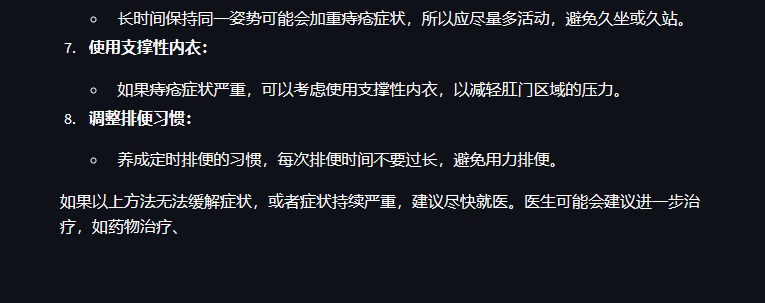 ◦ 长时间保持同一姿势可能会加重痔疮症状，所以应尽量多活动，避免久坐或久站。
7. 使用支撑性内衣：
◦ 如果痔疮症状严重，可以考虑使用支撑性内衣，以减轻肛门区域的压力。
8. 调整排便习惯：
◦ 养成定时排便的习惯，每次排便时间不要过长，避免用力排便。
如果以上方法无法缓解症状，或者症状持续严重，建议尽快就医。医生可能会建议进一步治
疗，如药物治疗、